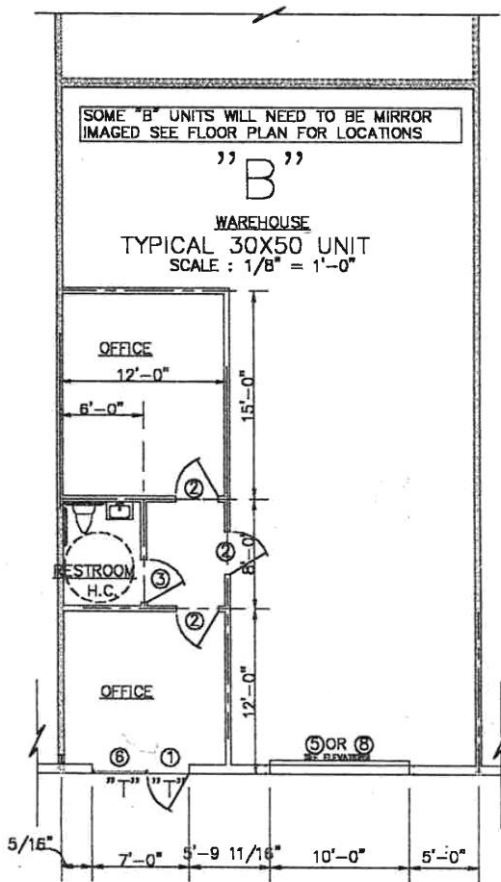 SOME "B" UNITS WILL NEED TO BE MIRROR
IMAGED SEE FLOOR PLAN FOR LOCATIONS
"B"
WAREHOUSE
TYPICAL 30X50 UNIT
SCALE : 1/8" = 1'-0"
OFFICE
12'-0"
6'-0"
15'-0"
②
②
8'-0"
RESTROOM
H.C.
③
②
OFFICE
12'-0"
⑥ ①
"T" "T"
⑤OR ⑧
SEE ELEVATIONS
5/16"
7'-0"
5'-9 11/16"
10'-0"
5'-0"